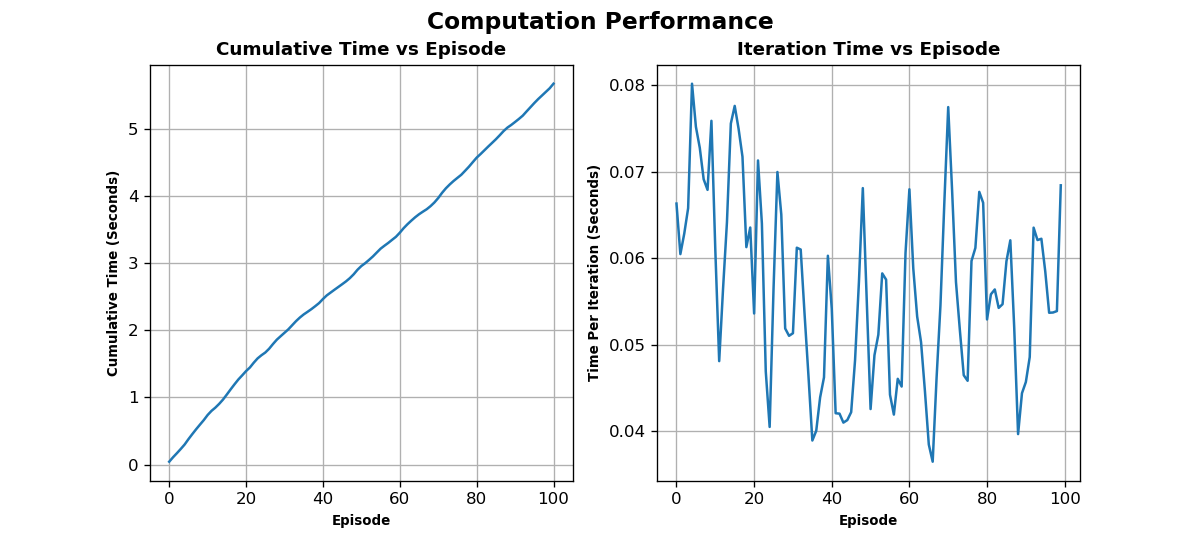 Computation Performance
Cumulative Time vs Episode
Cumulative Time (Seconds)
5
4
3
2
1
0
0 20 40 60 80 100
Episode
Iteration Time vs Episode
Time Per Iteration (Seconds)
0.08
0.07
0.06
0.05
0.04
0 20 40 60 80 100
Episode